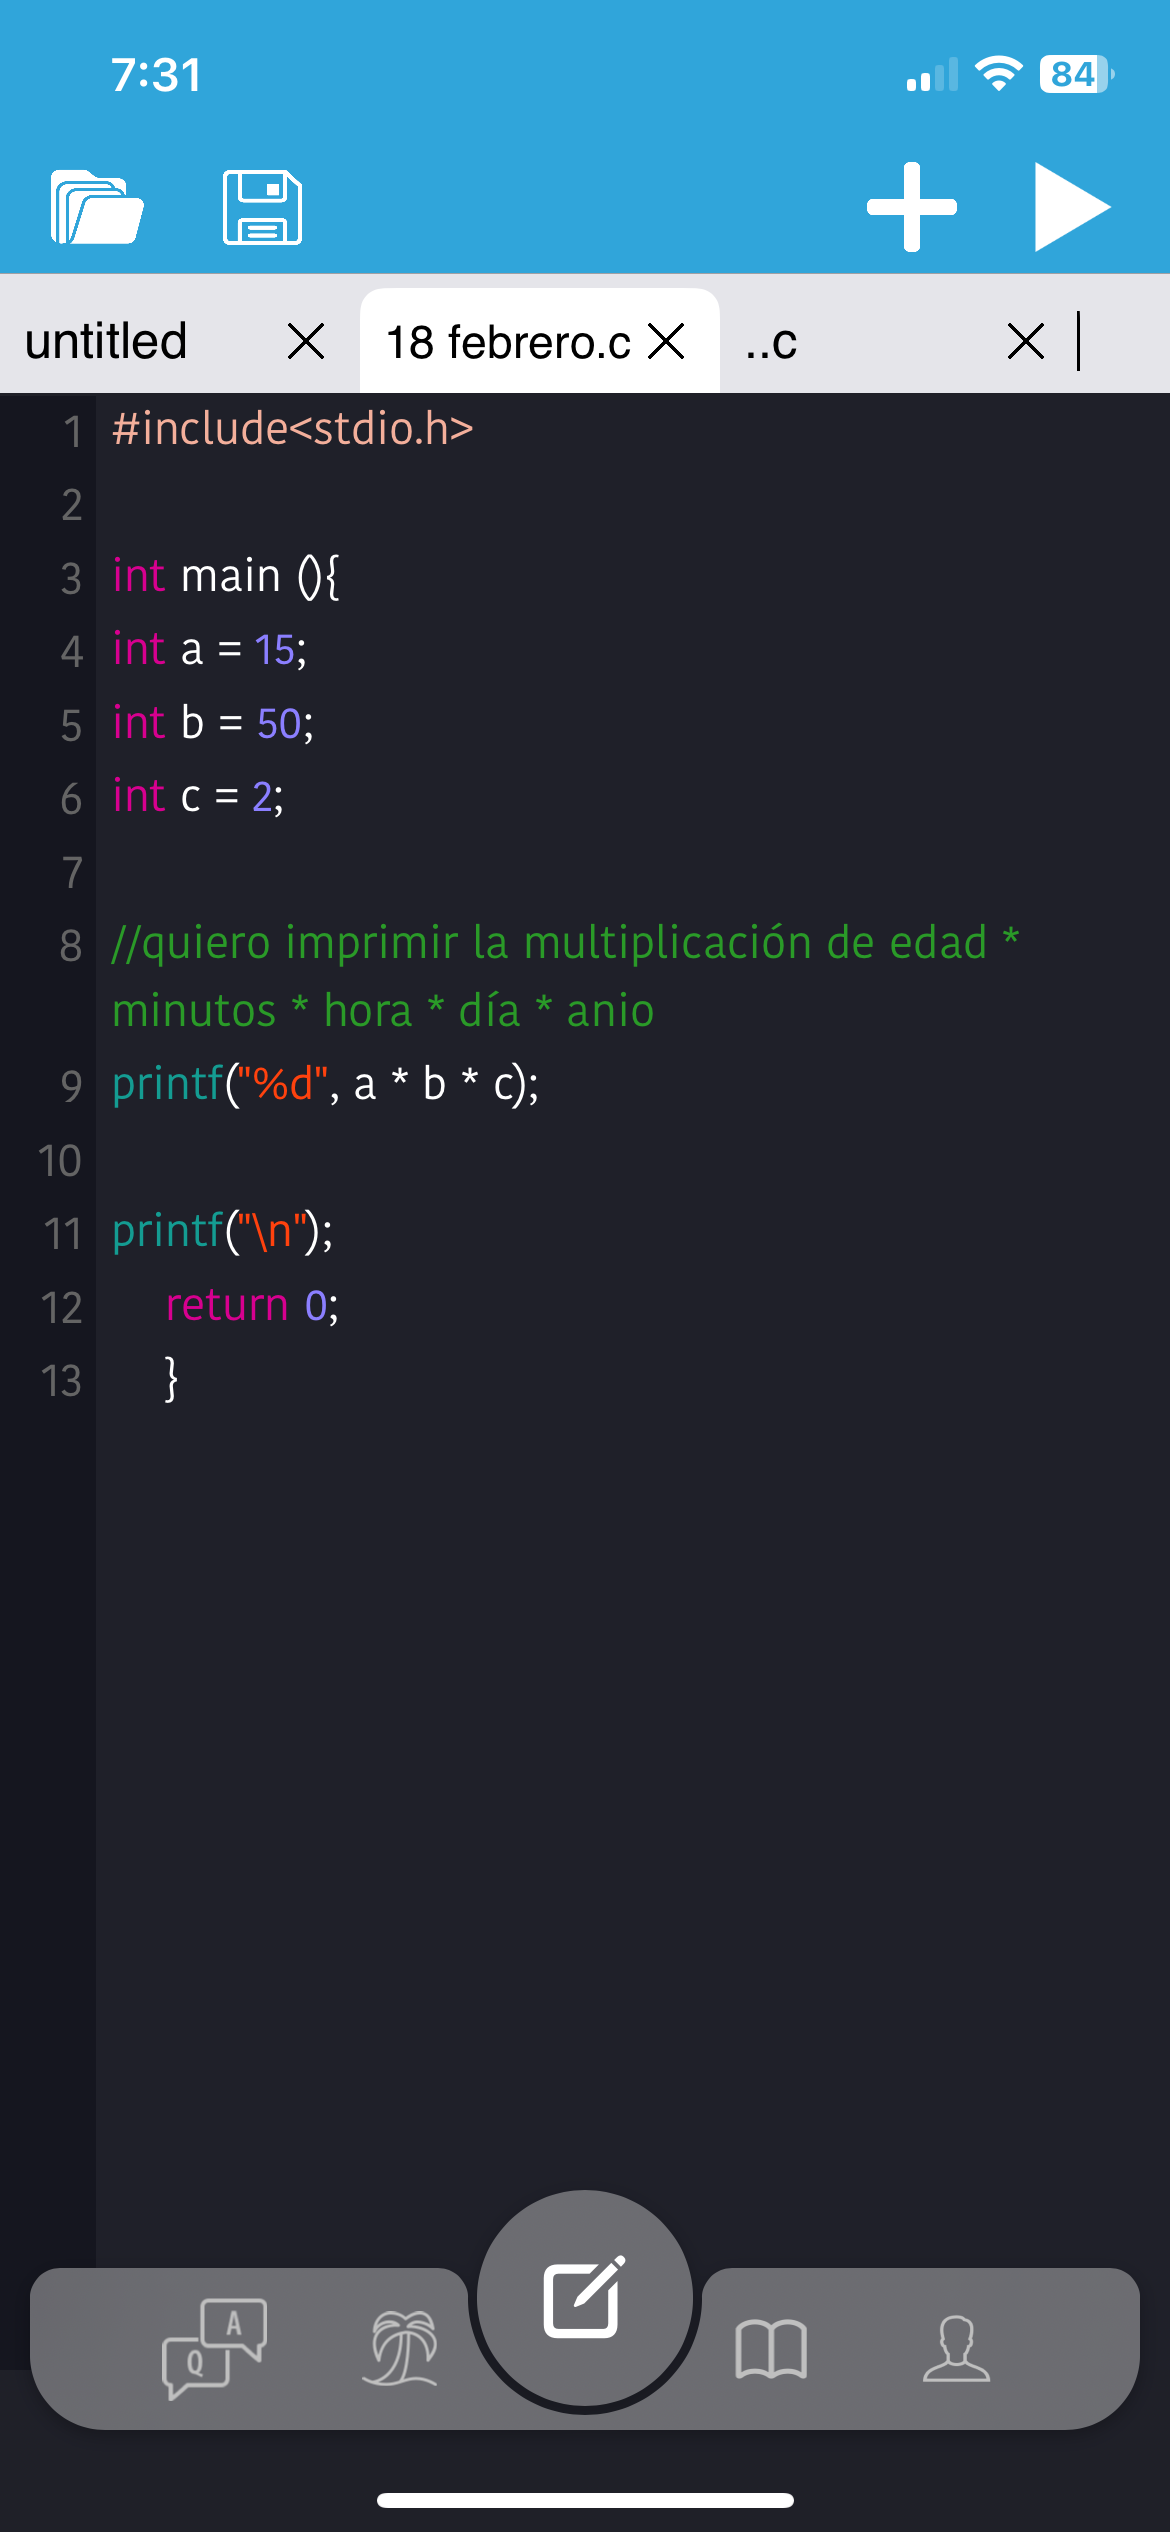 7:31
84
untitled
18 febrero.c
..c
1 #include<stdio.h>
2
3 int main (){
4 int a = 15;
5 int b = 50;
6 int c = 2;
7
8 //quiero imprimir la multiplicación de edad *
minutos * hora * día * anio
9 printf("%d", a * b * c);
10
11 printf("\n");
12 return 0;
13 }
A
Q